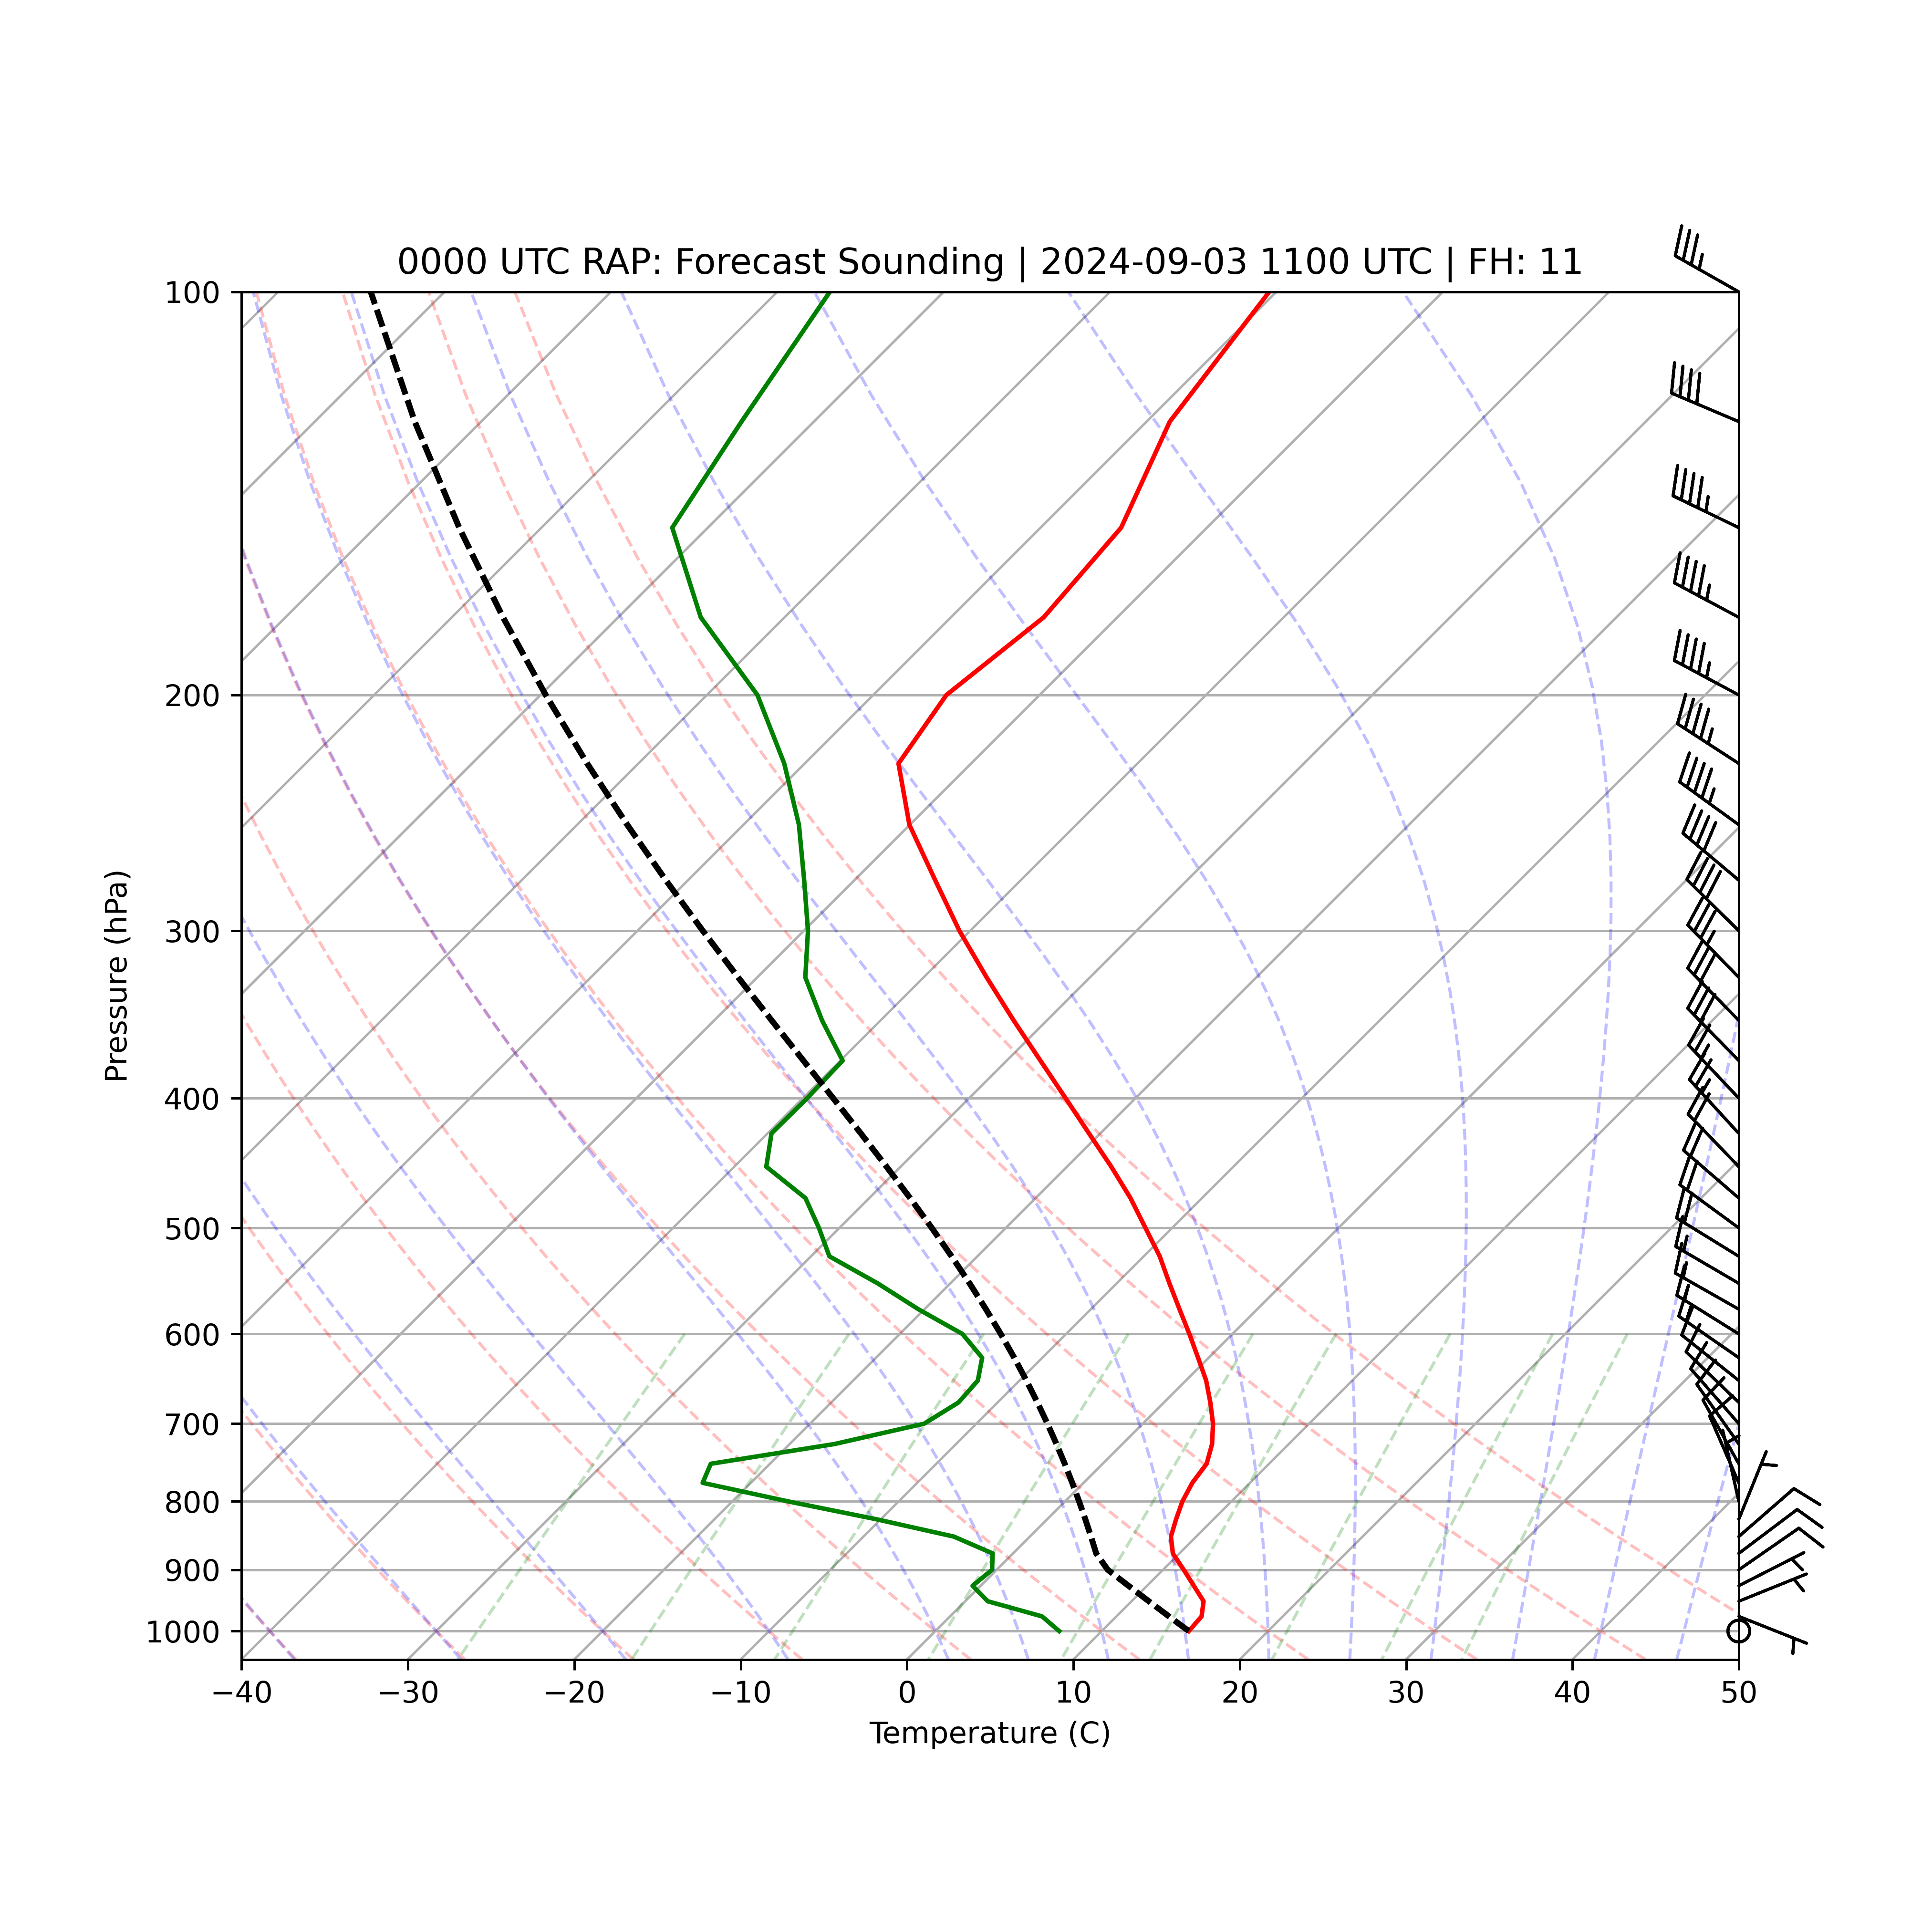 0000 UTC RAP: Forecast Sounding | 2024-09-03 1100 UTC | FH: 11
100
200
300
400
500
600
700
800
900
1000
Pressure (hPa)
−40 −30 −20 −10 0 10 20 30 40 50
Temperature (C)